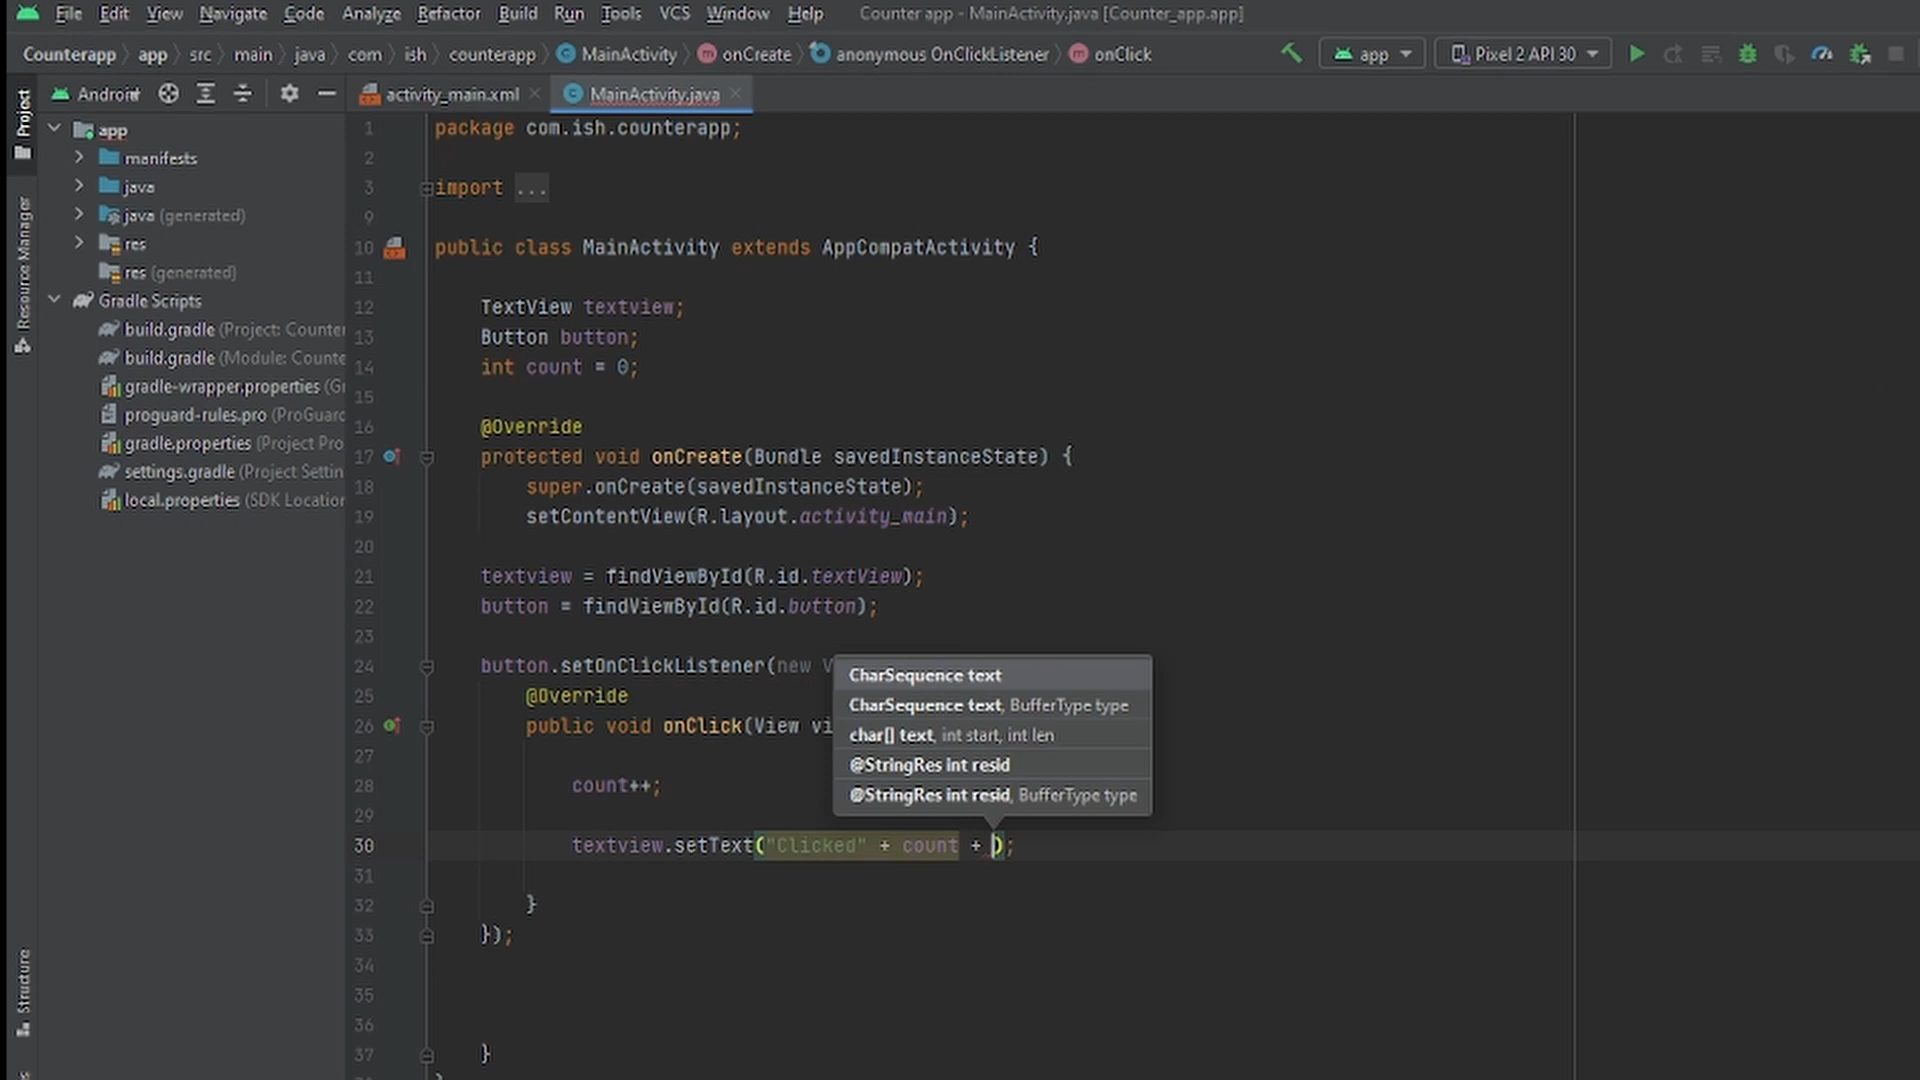 File Edit View Navigate Code Analyze Refactor Build Run Tools VCS Window Help Counter app - MainActivity.java [Counter_app.app]
Counterapp app src main java com ish counterapp MainActivity onCreate anonymous OnClickListener onClick app Pixel 2 API 30
Project
Resource Manager
Structure
Android
app
manifests
java
java (generated)
res
res (generated)
Gradle Scripts
build.gradle (Project: Counter
build.gradle (Module: Counte
gradle-wrapper.properties (Gr
proguard-rules.pro (ProGuard
gradle.properties (Project Pro
settings.gradle (Project Settin
local.properties (SDK Location
activity_main.xml MainActivity.java
1 package com.ish.counterapp;
2
3 import ...
9
10 public class MainActivity extends AppCompatActivity {
11
12 TextView textview;
13 Button button;
14 int count = 0;
15
16 @Override
17 protected void onCreate(Bundle savedInstanceState) {
18 super.onCreate(savedInstanceState);
19 setContentView(R.layout.activity_main);
20
21 textview = findViewById(R.id.textView);
22 button = findViewById(R.id.button);
23
24 button.setOnClickListener(new V
25 @Override
26 public void onClick(View vi
27
28 count++;
29
30 textview.setText("Clicked" + count + );
31
32 }
33 });
34
35
36
37 }
CharSequence text
CharSequence text, BufferType type
char[] text, int start, int len
@StringRes int resid
@StringRes int resid, BufferType type